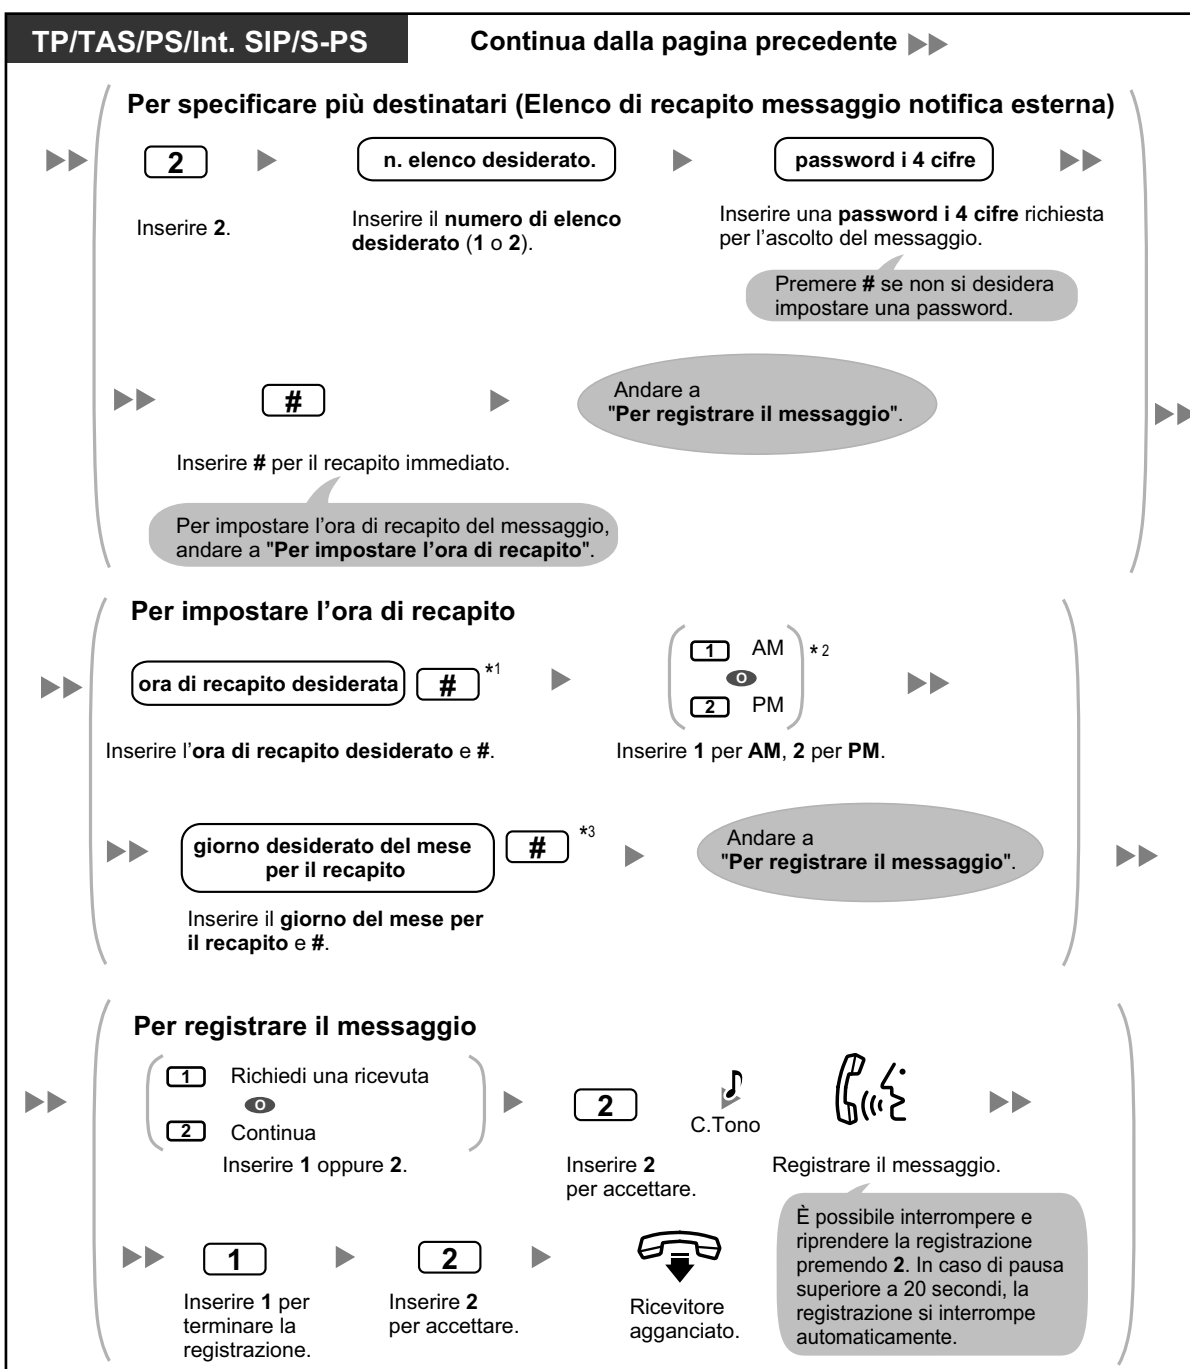 TP/TAS/PS/Int. SIP/S-PS
Continua dalla pagina precedente
Per specificare più destinatari (Elenco di recapito messaggio notifica esterna)
2
n. elenco desiderato.
password i 4 cifre
Inserire 2.
Inserire il numero di elenco
desiderato (1 o 2).
Inserire una password i 4 cifre richiesta
per l'ascolto del messaggio.
Premere # se non si desidera
impostare una password.
#
Andare a
"Per registrare il messaggio".
Inserire # per il recapito immediato.
Per impostare l'ora di recapito del messaggio,
andare a "Per impostare l'ora di recapito".
Per impostare l'ora di recapito
ora di recapito desiderata
# *1
1 AM
O
2 PM
*2
Inserire l'ora di recapito desiderato e #.
Inserire 1 per AM, 2 per PM.
giorno desiderato del mese
per il recapito
# *3
Andare a
"Per registrare il messaggio".
Inserire il giorno del mese per
il recapito e #.
Per registrare il messaggio
1 Richiedi una ricevuta
O
2 Continua
Inserire 1 oppure 2.
2
C.Tono
Inserire 2
per accettare.
Registrare il messaggio.
È possibile interrompere e
riprendere la registrazione
premendo 2. In caso di pausa
superiore a 20 secondi, la
registrazione si interrompe
automaticamente.
1
2
Inserire 1 per
terminare la
registrazione.
Inserire 2
per accettare.
Ricevitore
agganciato.